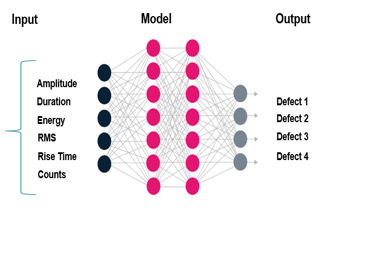 Input
Model
Output
Amplitude
Duration
Energy
RMS
Rise Time
Counts
Defect 1
Defect 2
Defect 3
Defect 4